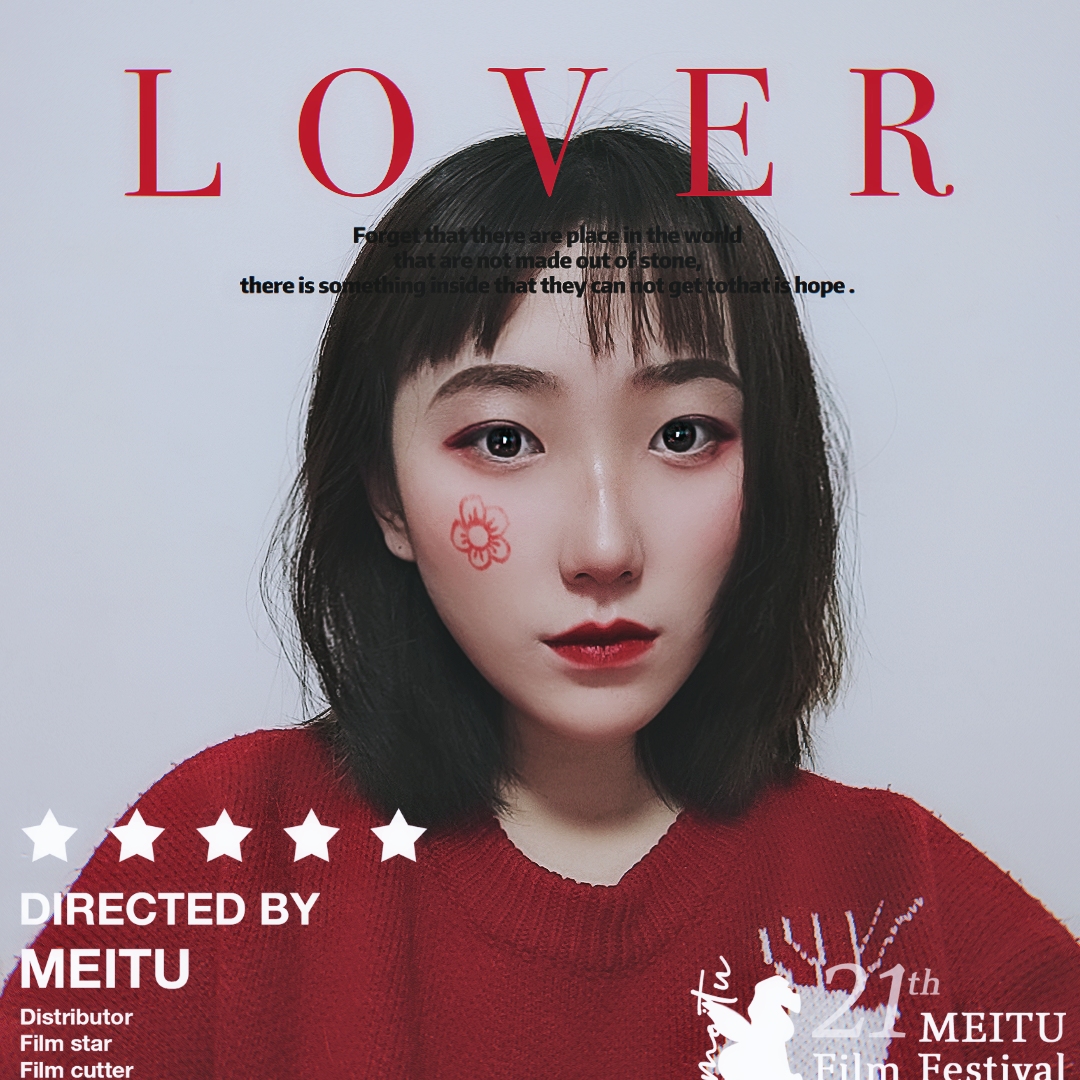 LOVER
Forget that there are place in the world
that are not made out of stone,
there is something inside that they can not get tothat is hope .
DIRECTED BY
MEITU
Distributor
Film star
Film cutter
meitu
21th
MEITU
Film Festival